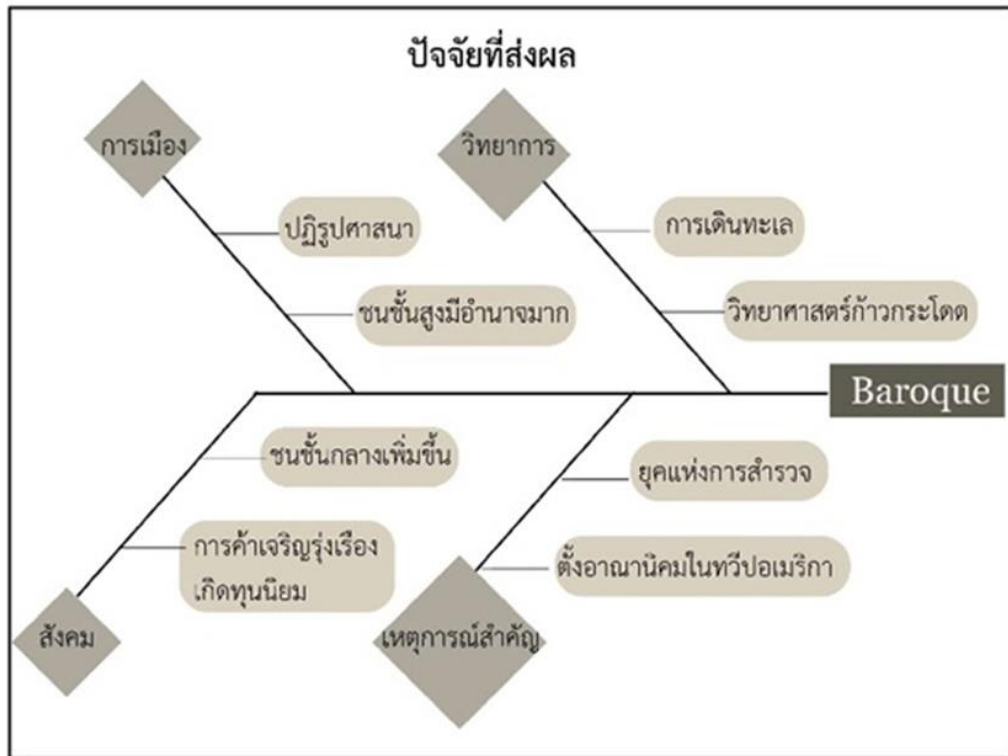 ปัจจัยที่ส่งผล
การเมือง
วิทยาการ
ปฏิรูปศาสนา
การเดินทะเล
ชนชั้นสูงมีอำนาจมาก
วิทยาศาสตร์ก้าวกระโดด
Baroque
ชนชั้นกลางเพิ่มขึ้น
ยุคแห่งการสำรวจ
การค้าเจริญรุ่งเรือง
เกิดทุนนิยม
ตั้งอาณานิคมในทวีปอเมริกา
สังคม
เหตุการณ์สำคัญ